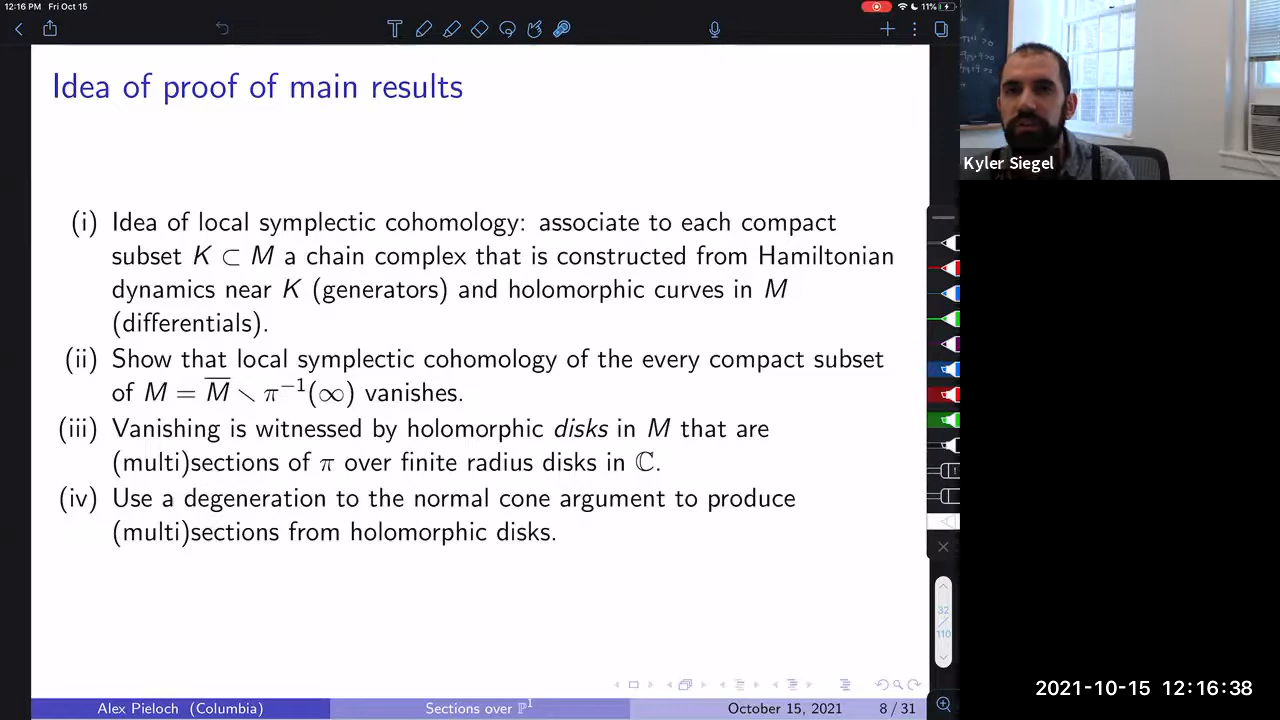 12:16 PM Fri Oct 15
11%
Idea of proof of main results
(i) Idea of local symplectic cohomology: associate to each compact
subset K ⊂ M a chain complex that is constructed from Hamiltonian
dynamics near K (generators) and holomorphic curves in M
(differentials).
(ii) Show that local symplectic cohomology of the every compact subset
of M = M̅ ∖ π⁻¹(∞) vanishes.
(iii) Vanishing is witnessed by holomorphic disks in M that are
(multi)sections of π over finite radius disks in ℂ.
(iv) Use a degeneration to the normal cone argument to produce
(multi)sections from holomorphic disks.
Alex Pieloch (Columbia) Sections over ℙ¹ October 15, 2021 8 / 31
32
/
110
Kyler Siegel
2021-10-15 12:16:38